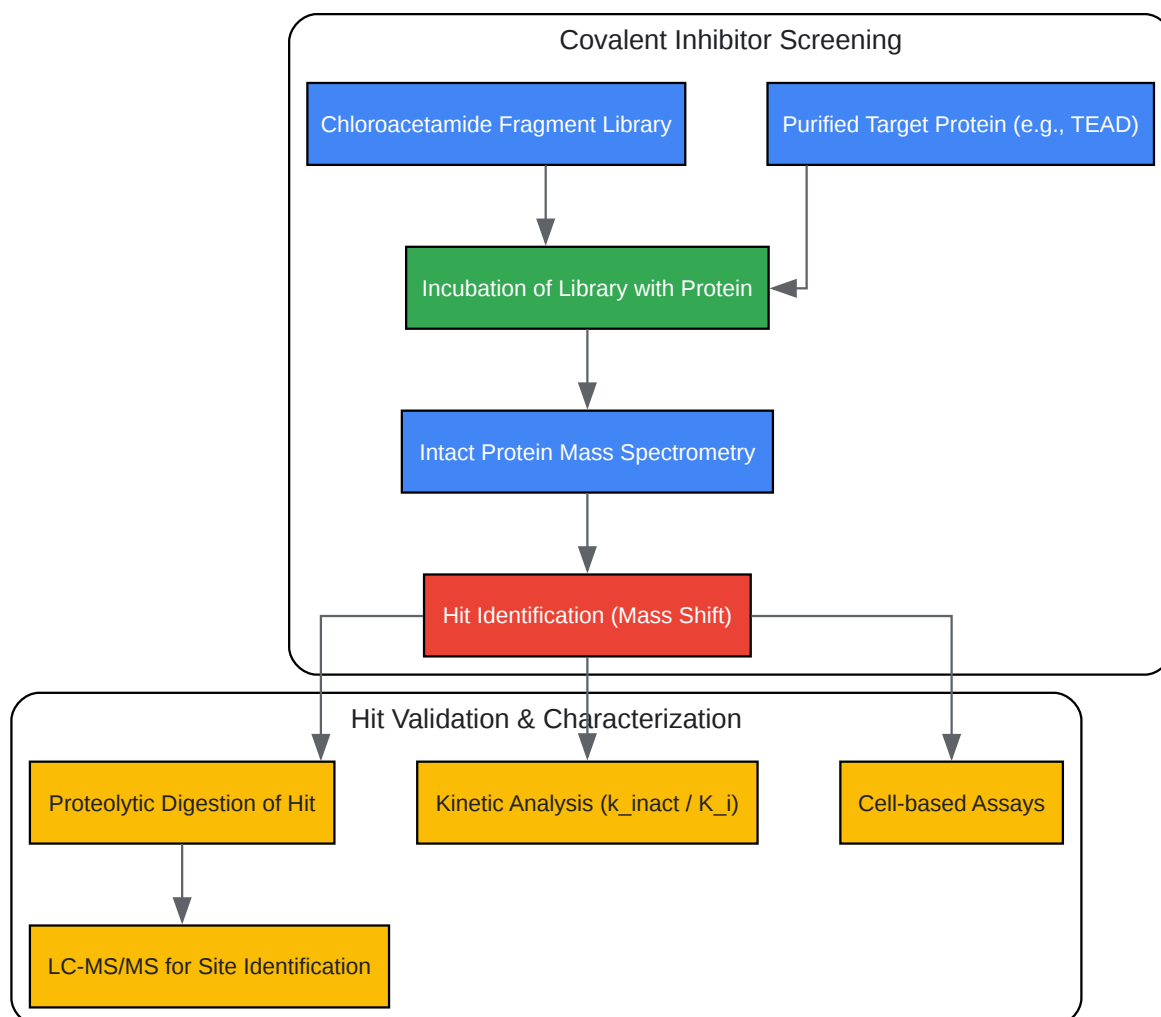 Covalent Inhibitor Screening
Chloroacetamide Fragment Library
Purified Target Protein (e.g., TEAD)
Incubation of Library with Protein
Intact Protein Mass Spectrometry
Hit Identification (Mass Shift)
Hit Validation & Characterization
Proteolytic Digestion of Hit
Kinetic Analysis (k_inact / K_i)
Cell-based Assays
LC-MS/MS for Site Identification